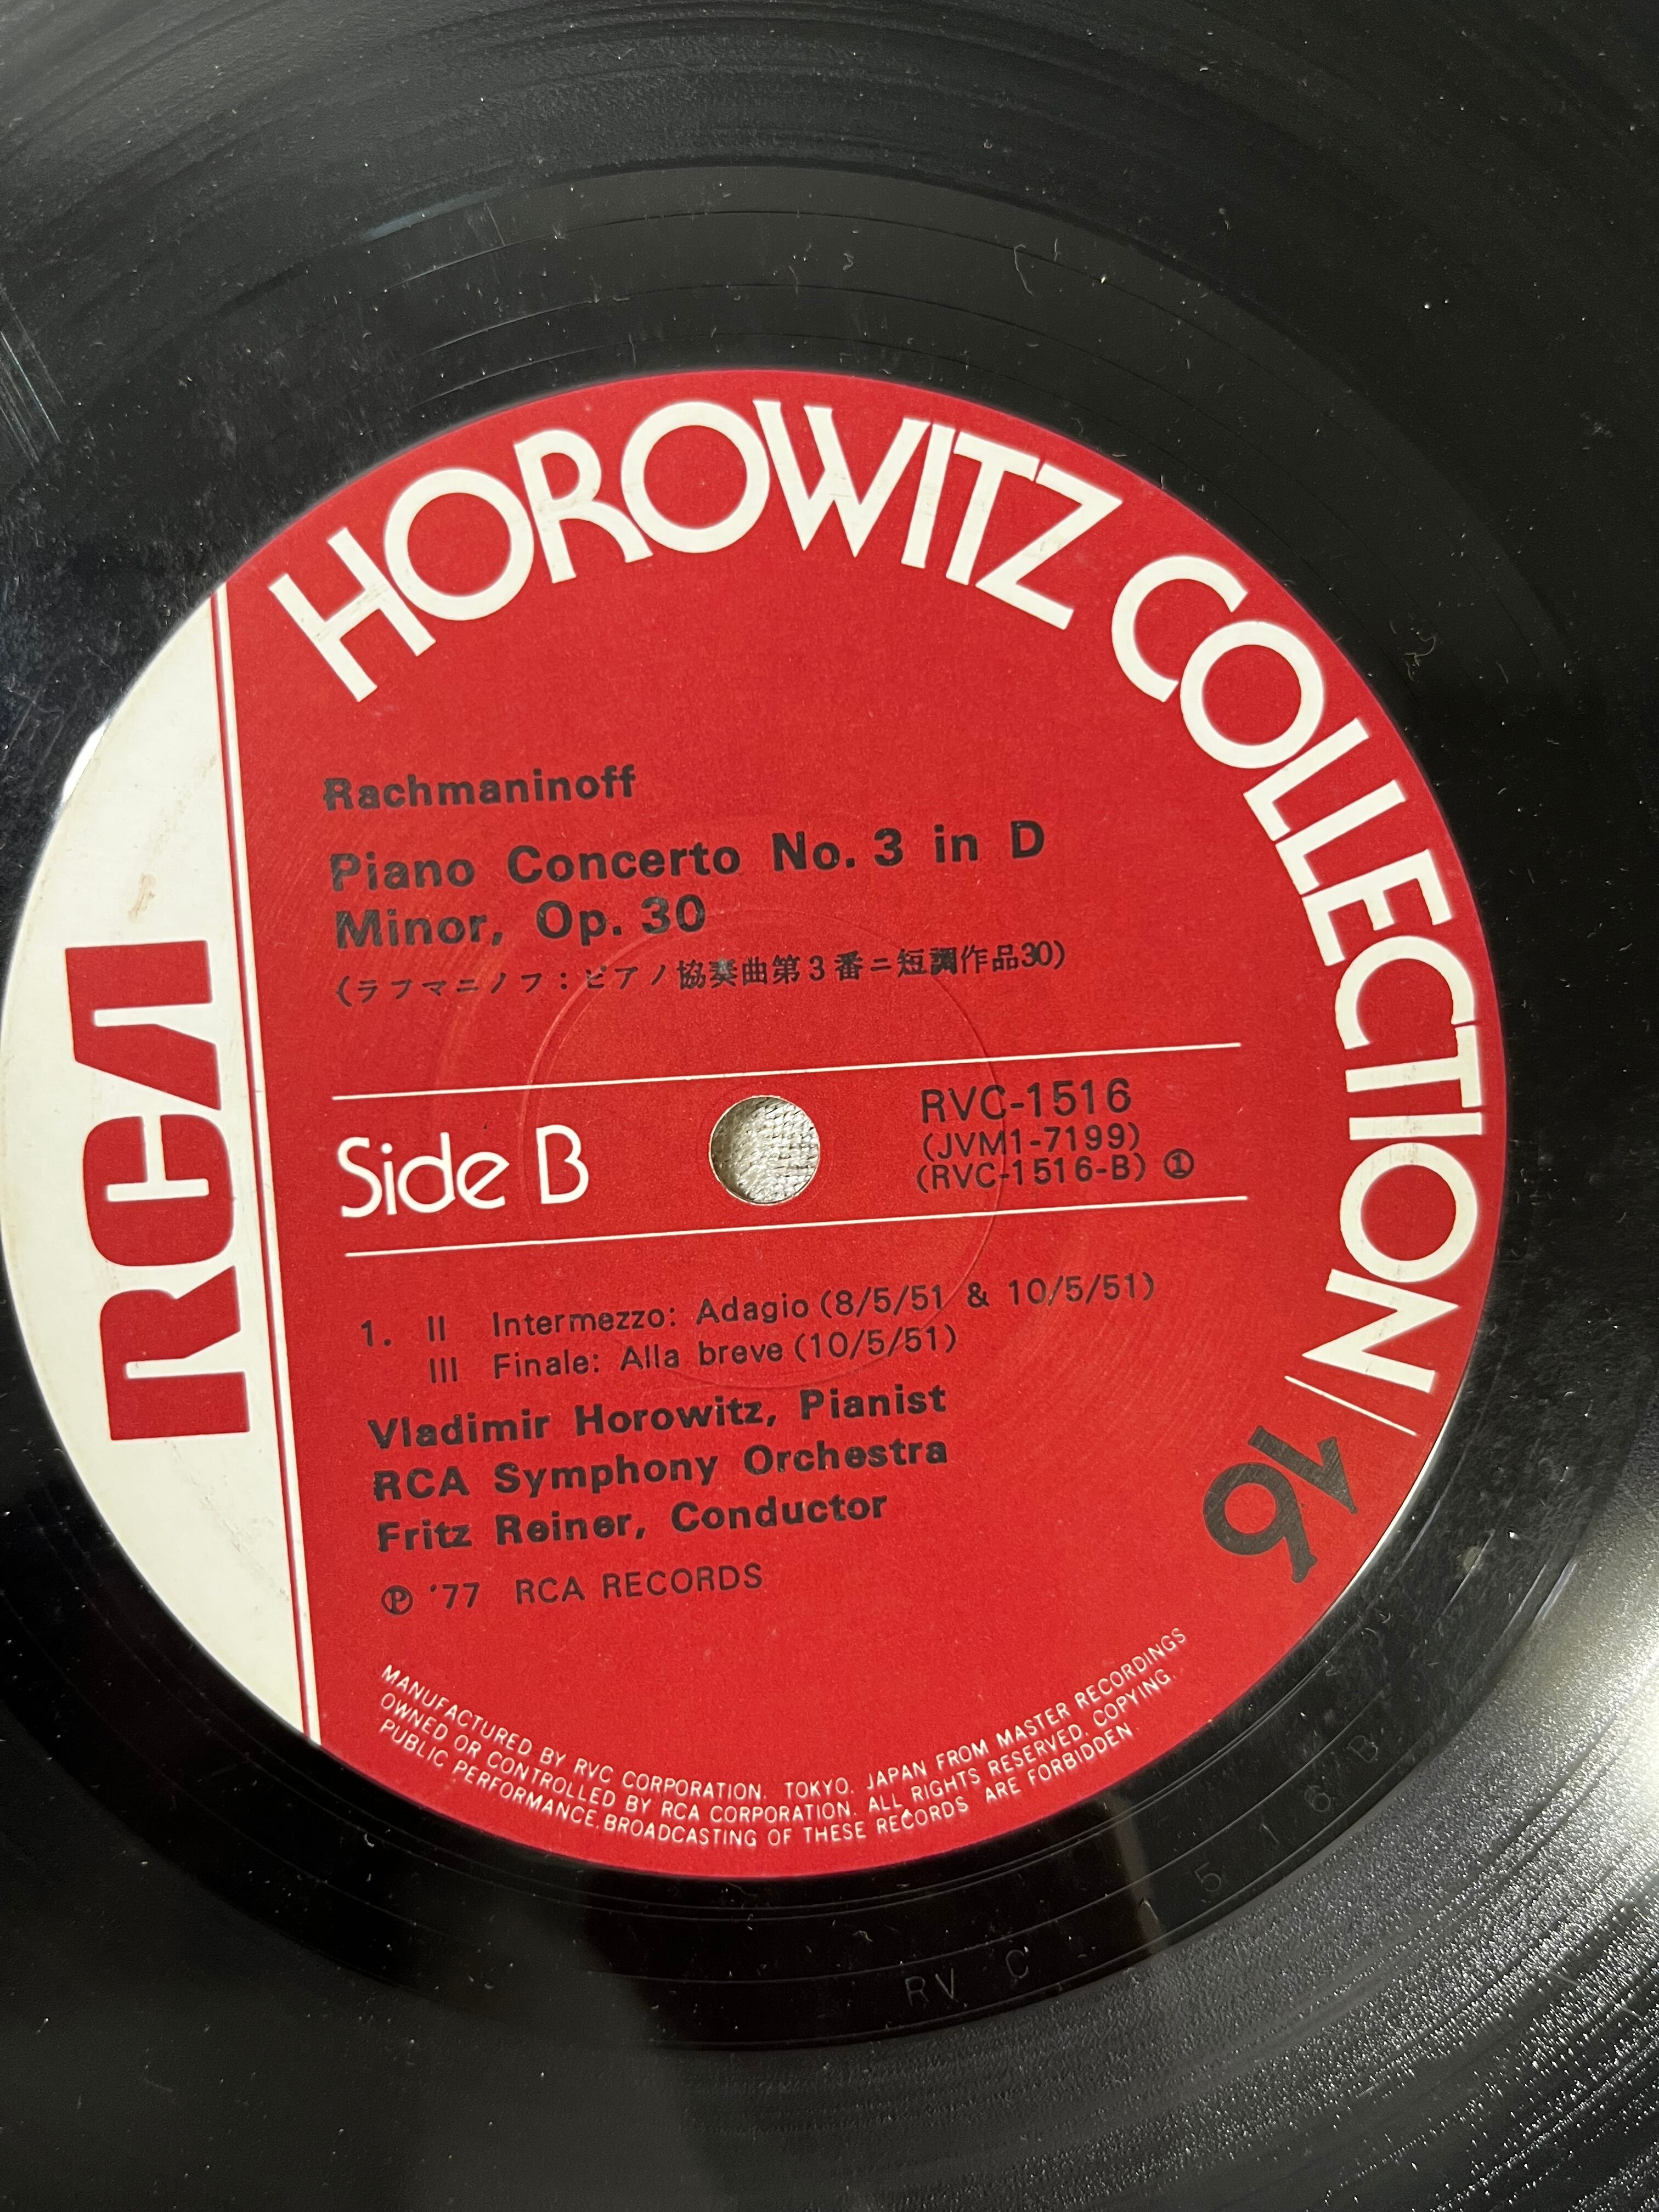 HOROWITZ COLLECTION/16
RCA
Rachmaninoff
Piano Concerto No. 3 in D
Minor, Op. 30
(ラフマニノフ：ピアノ協奏曲第3番ニ短調作品30)
Side B
RVC-1516
(JVM1-7199)
(RVC-1516-B) ①
1. II Intermezzo: Adagio (8/5/51 & 10/5/51)
III Finale: Alla breve (10/5/51)
Vladimir Horowitz, Pianist
RCA Symphony Orchestra
Fritz Reiner, Conductor
Ⓟ '77 RCA RECORDS
MANUFACTURED BY RVC CORPORATION. TOKYO. JAPAN FROM MASTER RECORDINGS
OWNED OR CONTROLLED BY RCA CORPORATION. ALL RIGHTS RESERVED. COPYING.
PUBLIC PERFORMANCE. BROADCASTING OF THESE RECORDS ARE FORBIDDEN.
RVC 1516 B